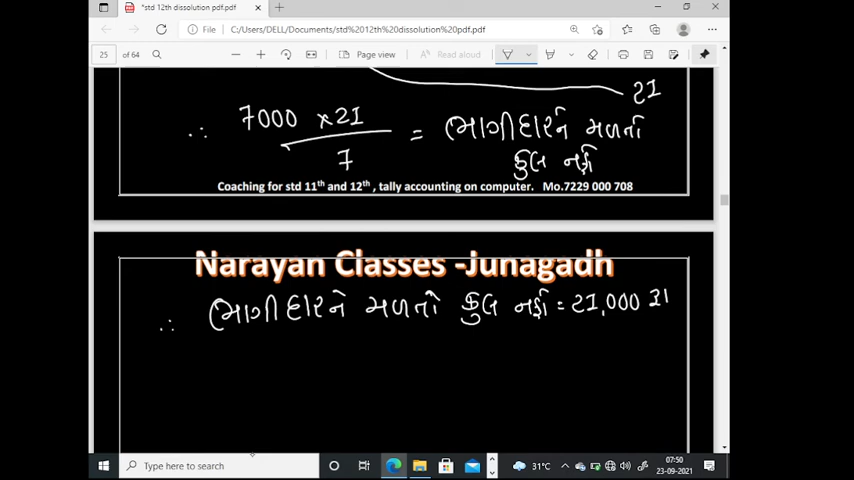 *std 12th dissolution pdf.pdf
File C:/Users/DELL/Documents/std%2012th%20dissolution%20pdf.pdf
25 of 64 Page view Read aloud
21
∴ 7000 × 21 / 7 = ભાગીદારને મળતો
કુલ નફો
Coaching for std 11th and 12th , tally accounting on computer. Mo.7229 000 708
Narayan Classes -Junagadh
∴ ભાગીદારને મળતો કુલ નફો = 21,000 રૂા
Type here to search
31°C
07:50
23-09-2021